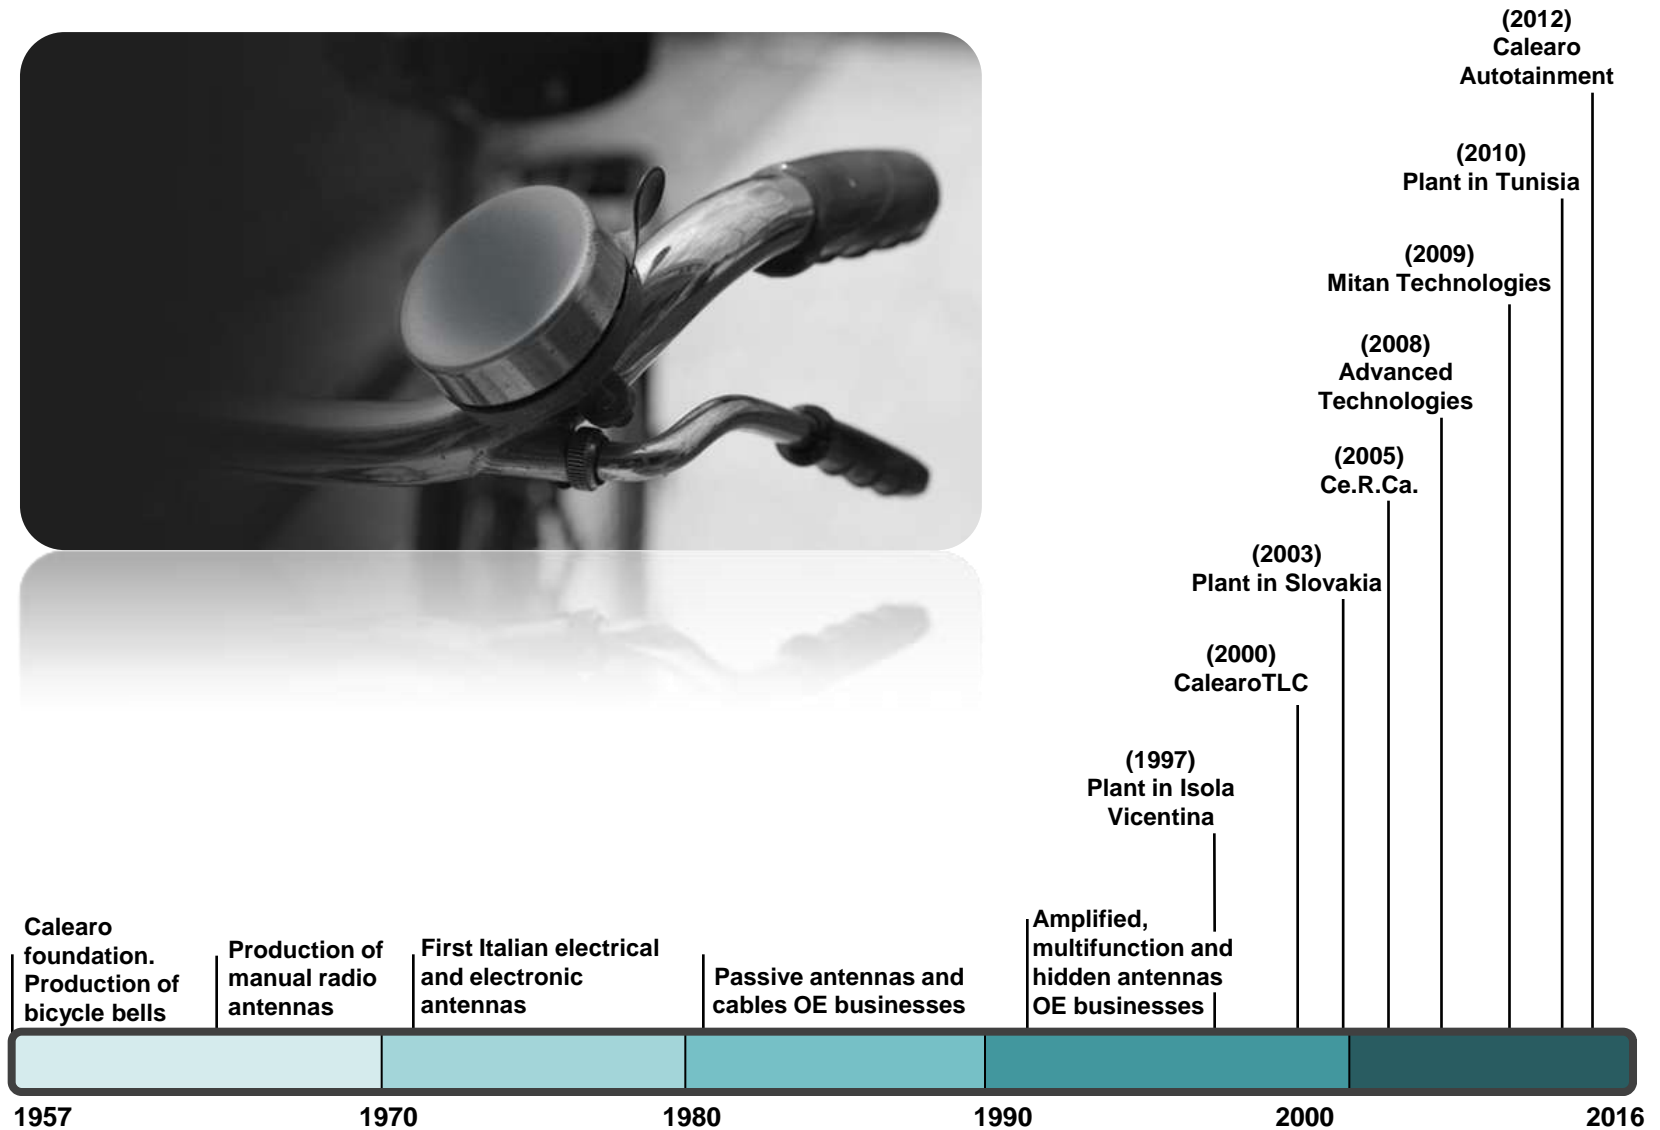 (2012)
Calearo
Autotainment
(2010)
Plant in Tunisia
(2009)
Mitan Technologies
(2008)
Advanced
Technologies
(2005)
Ce.R.Ca.
(2003)
Plant in Slovakia
(2000)
CalearoTLC
(1997)
Plant in Isola
Vicentina
Calearo
foundation.
Production of
bicycle bells
Production of
manual radio
antennas
First Italian electrical
and electronic
antennas
Passive antennas and
cables OE businesses
Amplified,
multifunction and
hidden antennas
OE businesses
1957
1970
1980
1990
2000
2016